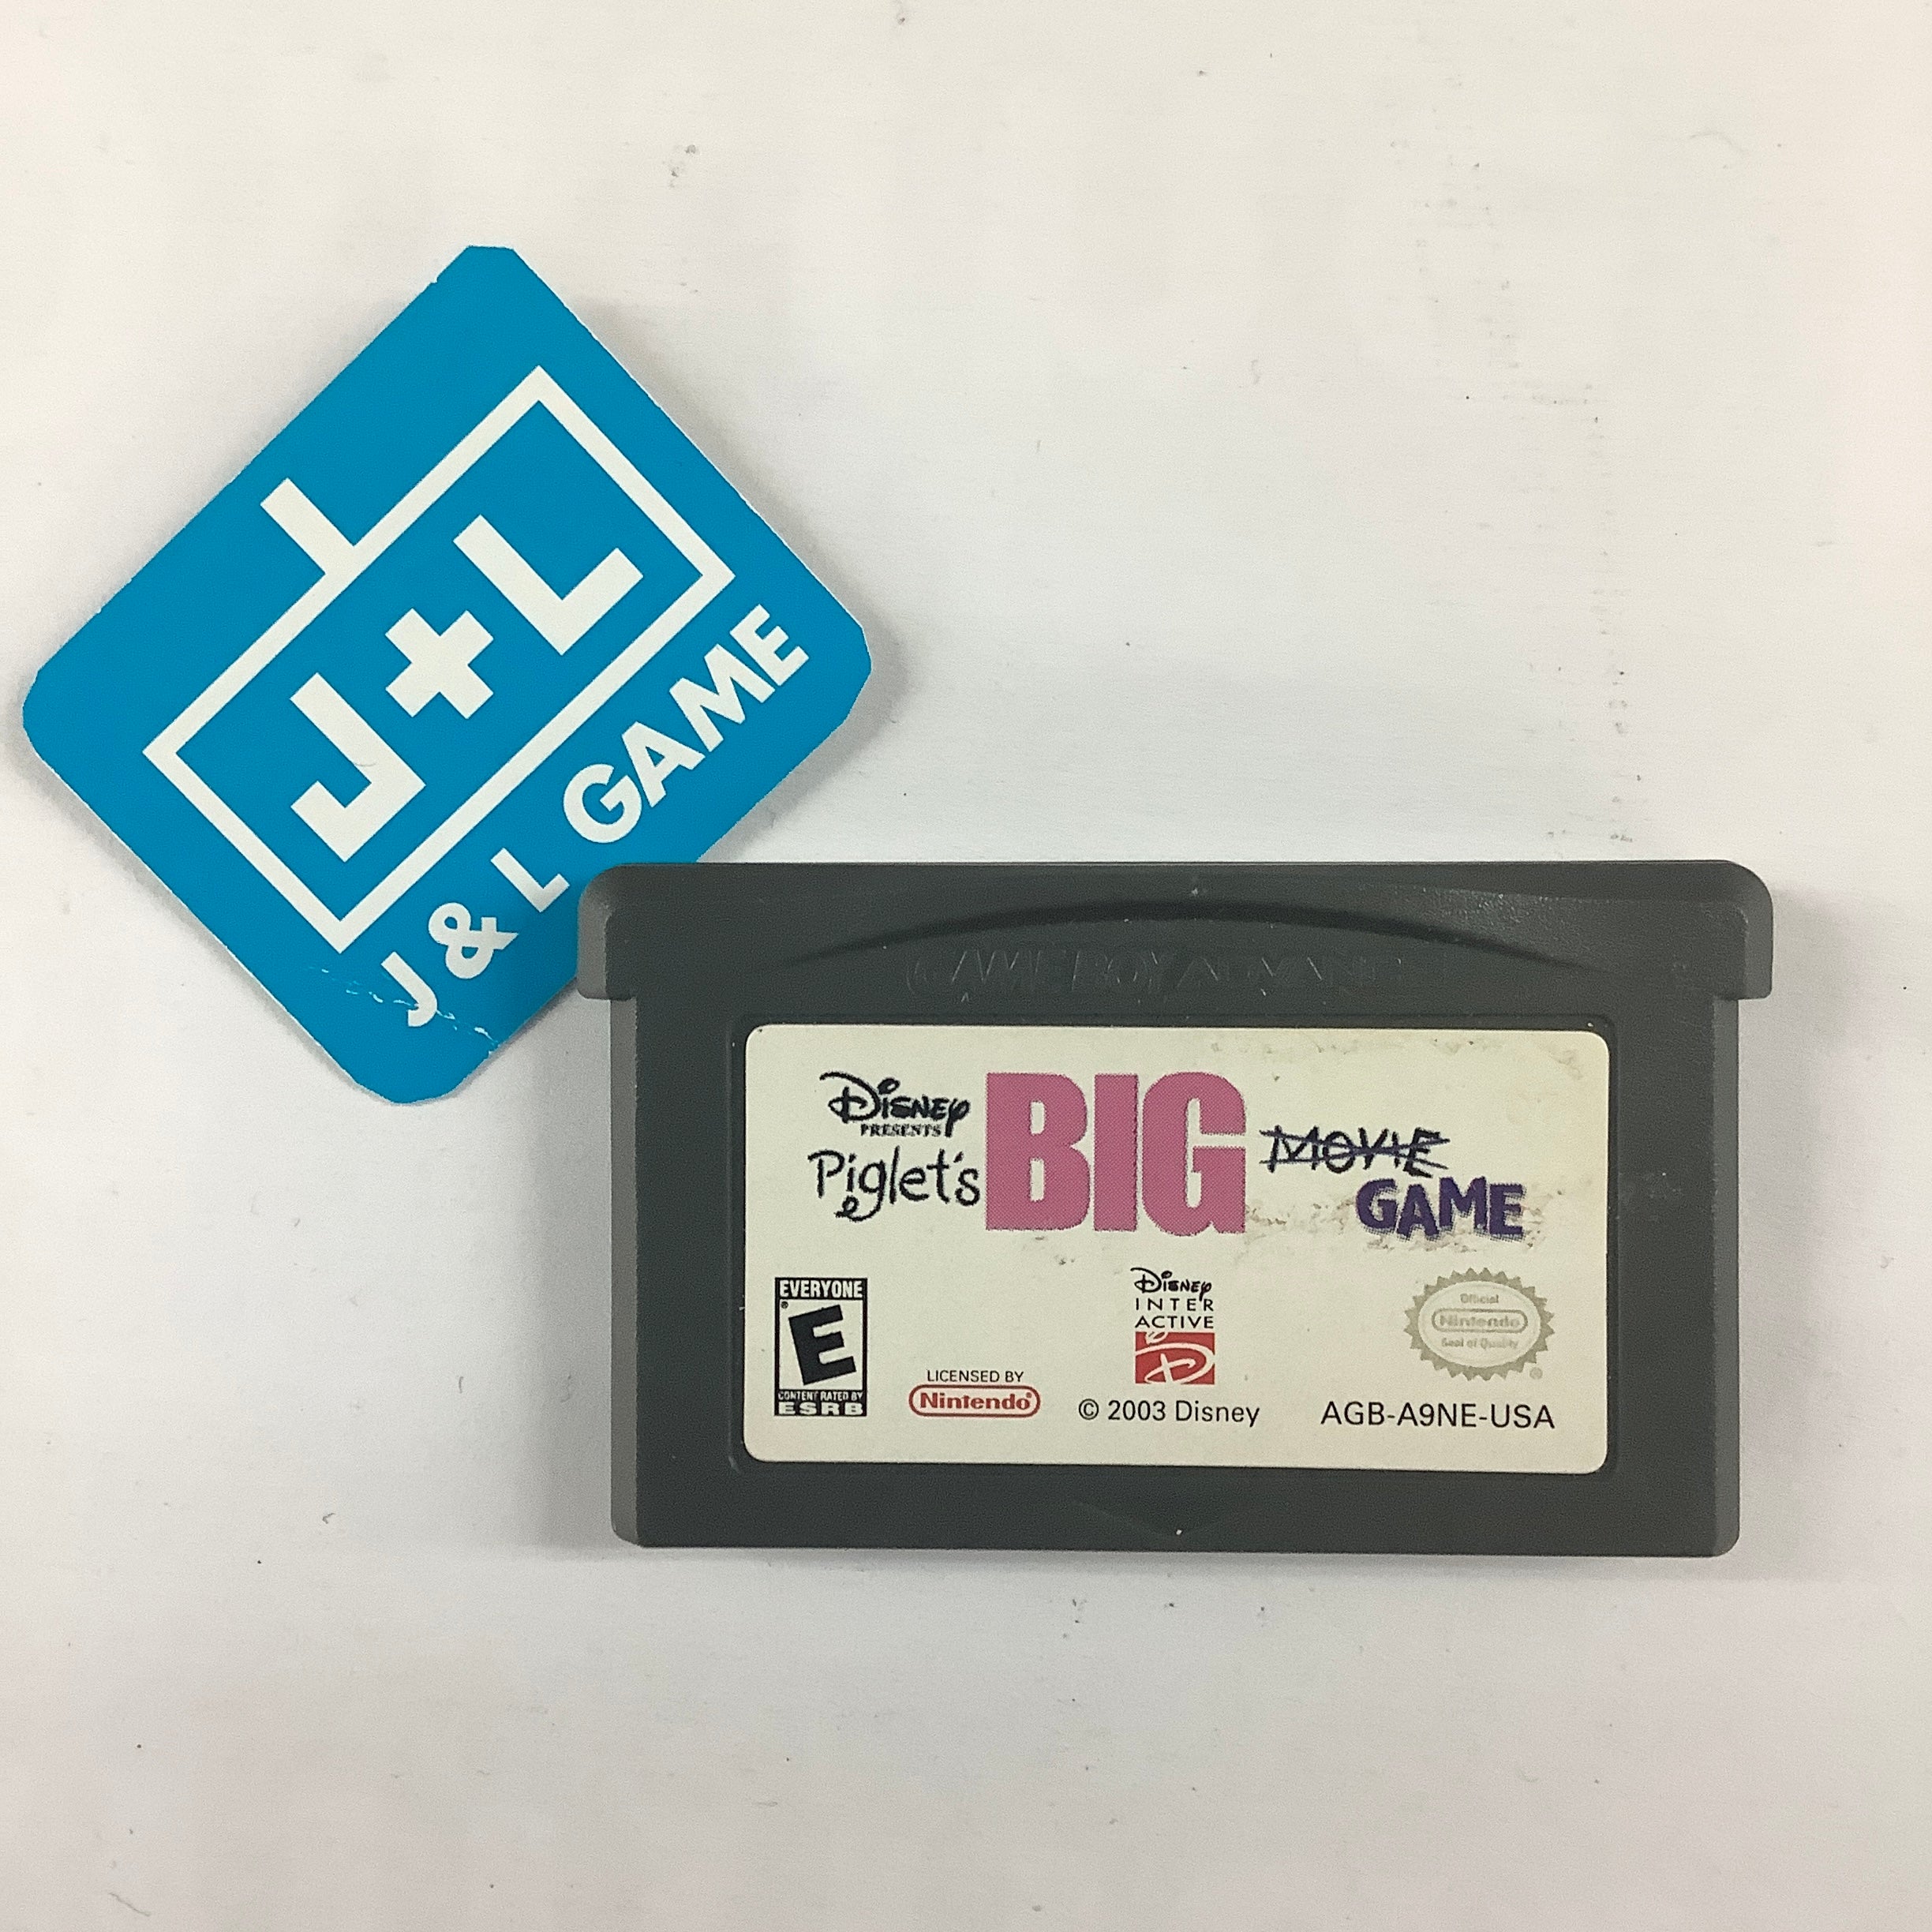 J+L
J & L GAME
GAME BOY ADVANCE
Disney
PRESENTS
Piglet's BIG MOVIE
GAME
EVERYONE
E
CONTENT RATED BY
ESRB
LICENSED BY
Nintendo®
Disney
INTER
ACTIVE
D
© 2003 Disney
Official
Nintendo
Seal of Quality
®
AGB-A9NE-USA